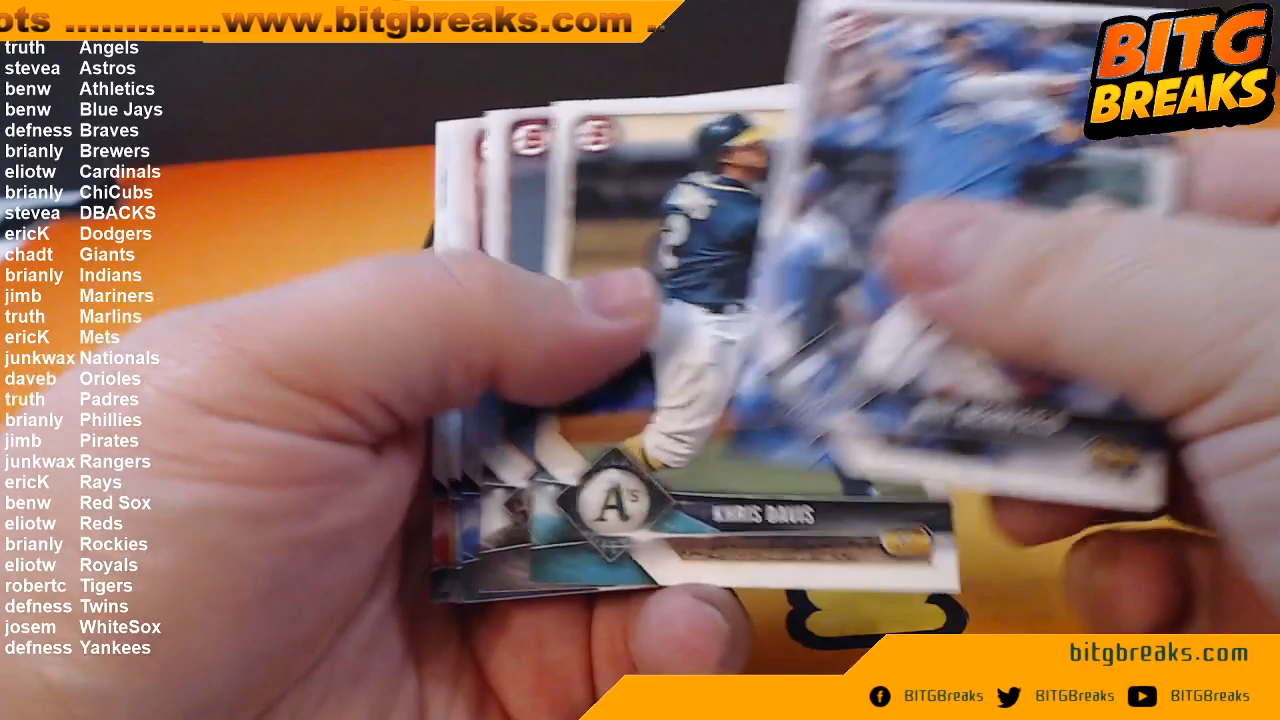 ots ............www.bitgbreaks.com ..
BITG
BREAKS
truth Angels
stevea Astros
benw Athletics
benw Blue Jays
defness Braves
brianly Brewers
eliotw Cardinals
brianly ChiCubs
stevea DBACKS
ericK Dodgers
chadt Giants
brianly Indians
jimb Mariners
truth Marlins
ericK Mets
junkwax Nationals
daveb Orioles
truth Padres
brianly Phillies
jimb Pirates
junkwax Rangers
ericK Rays
benw Red Sox
eliotw Reds
brianly Rockies
eliotw Royals
robertc Tigers
defness Twins
josem WhiteSox
defness Yankees
A's
KHRIS DAVIS
bitgbreaks.com
BITGBreaks BITGBreaks BITGBreaks